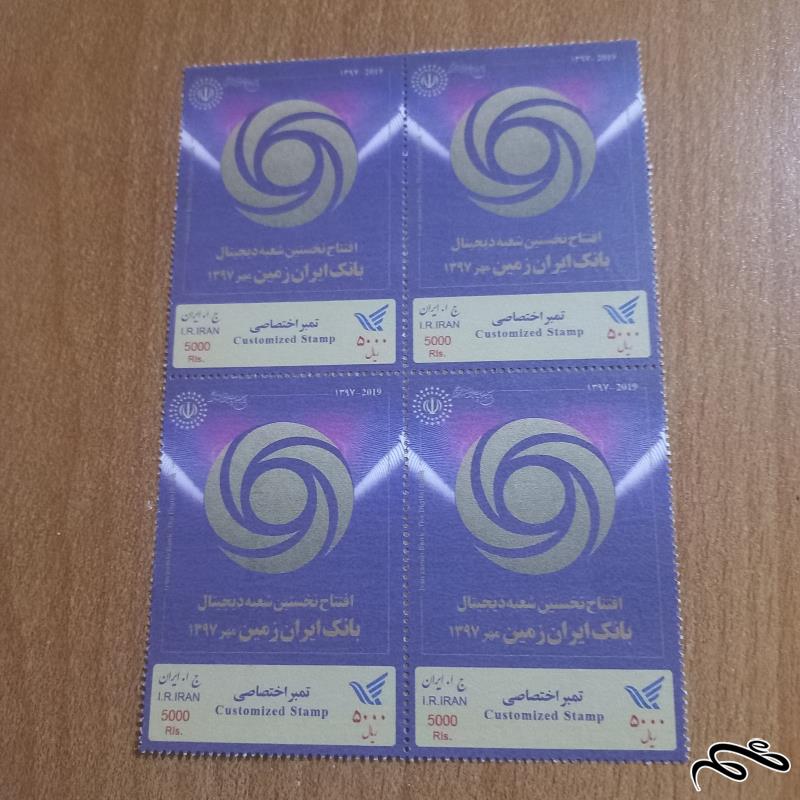 ۱۳۹۷-2019
افتتاح نخستین شعبه دیجیتال
بانک ایران زمین مهر ۱۳۹۷
ج.ا.ایران
I.R.IRAN
5000
Rls.
تمبر اختصاصی
Customized Stamp
۵۰۰۰
ریال
۱۳۹۷-2019
افتتاح نخستین شعبه دیجیتال
بانک ایران زمین مهر ۱۳۹۷
ج.ا.ایران
I.R.IRAN
5000
Rls.
تمبر اختصاصی
Customized Stamp
۵۰۰۰
ریال
۱۳۹۷-2019
افتتاح نخستین شعبه دیجیتال
بانک ایران زمین مهر ۱۳۹۷
ج.ا.ایران
I.R.IRAN
5000
Rls.
تمبر اختصاصی
Customized Stamp
۵۰۰۰
ریال
۱۳۹۷-2019
افتتاح نخستین شعبه دیجیتال
بانک ایران زمین مهر ۱۳۹۷
ج.ا.ایران
I.R.IRAN
5000
Rls.
تمبر اختصاصی
Customized Stamp
۵۰۰۰
ریال